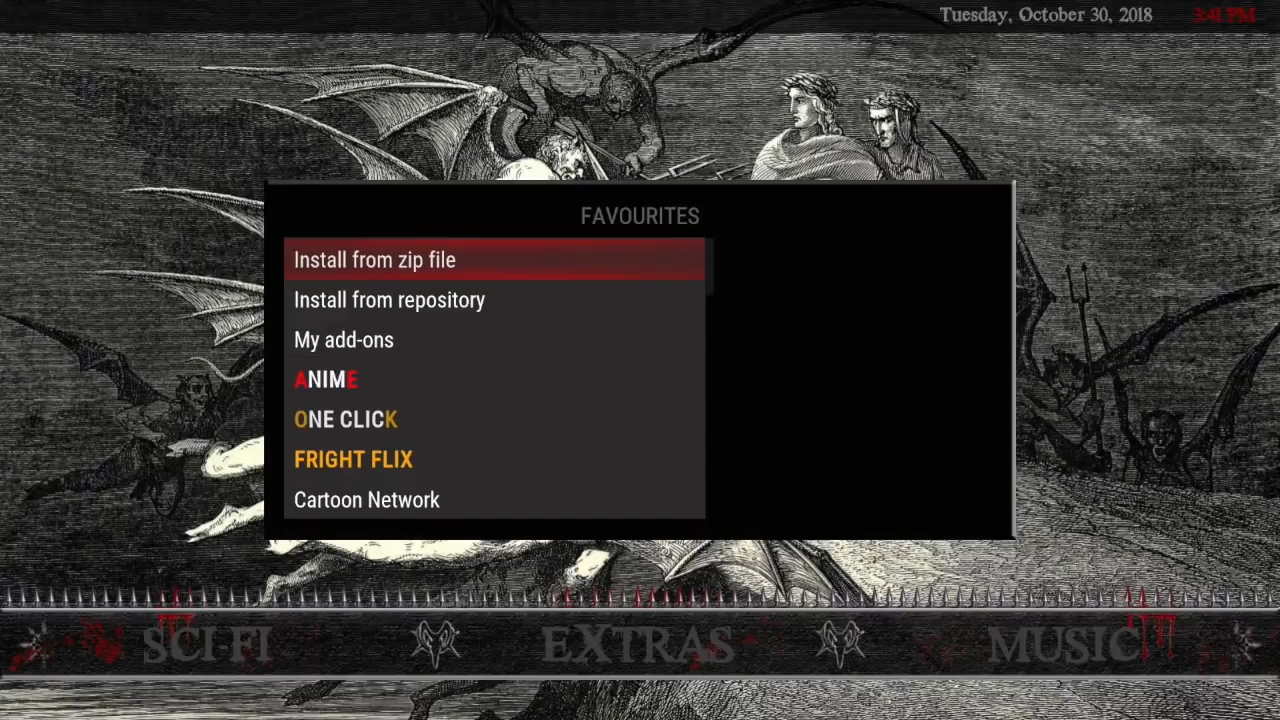 Tuesday, October 30, 2018 3:41 PM
FAVOURITES
Install from zip file
Install from repository
My add-ons
ANIME
ONE CLICK
FRIGHT FLIX
Cartoon Network
SCI-FI EXTRAS MUSIC